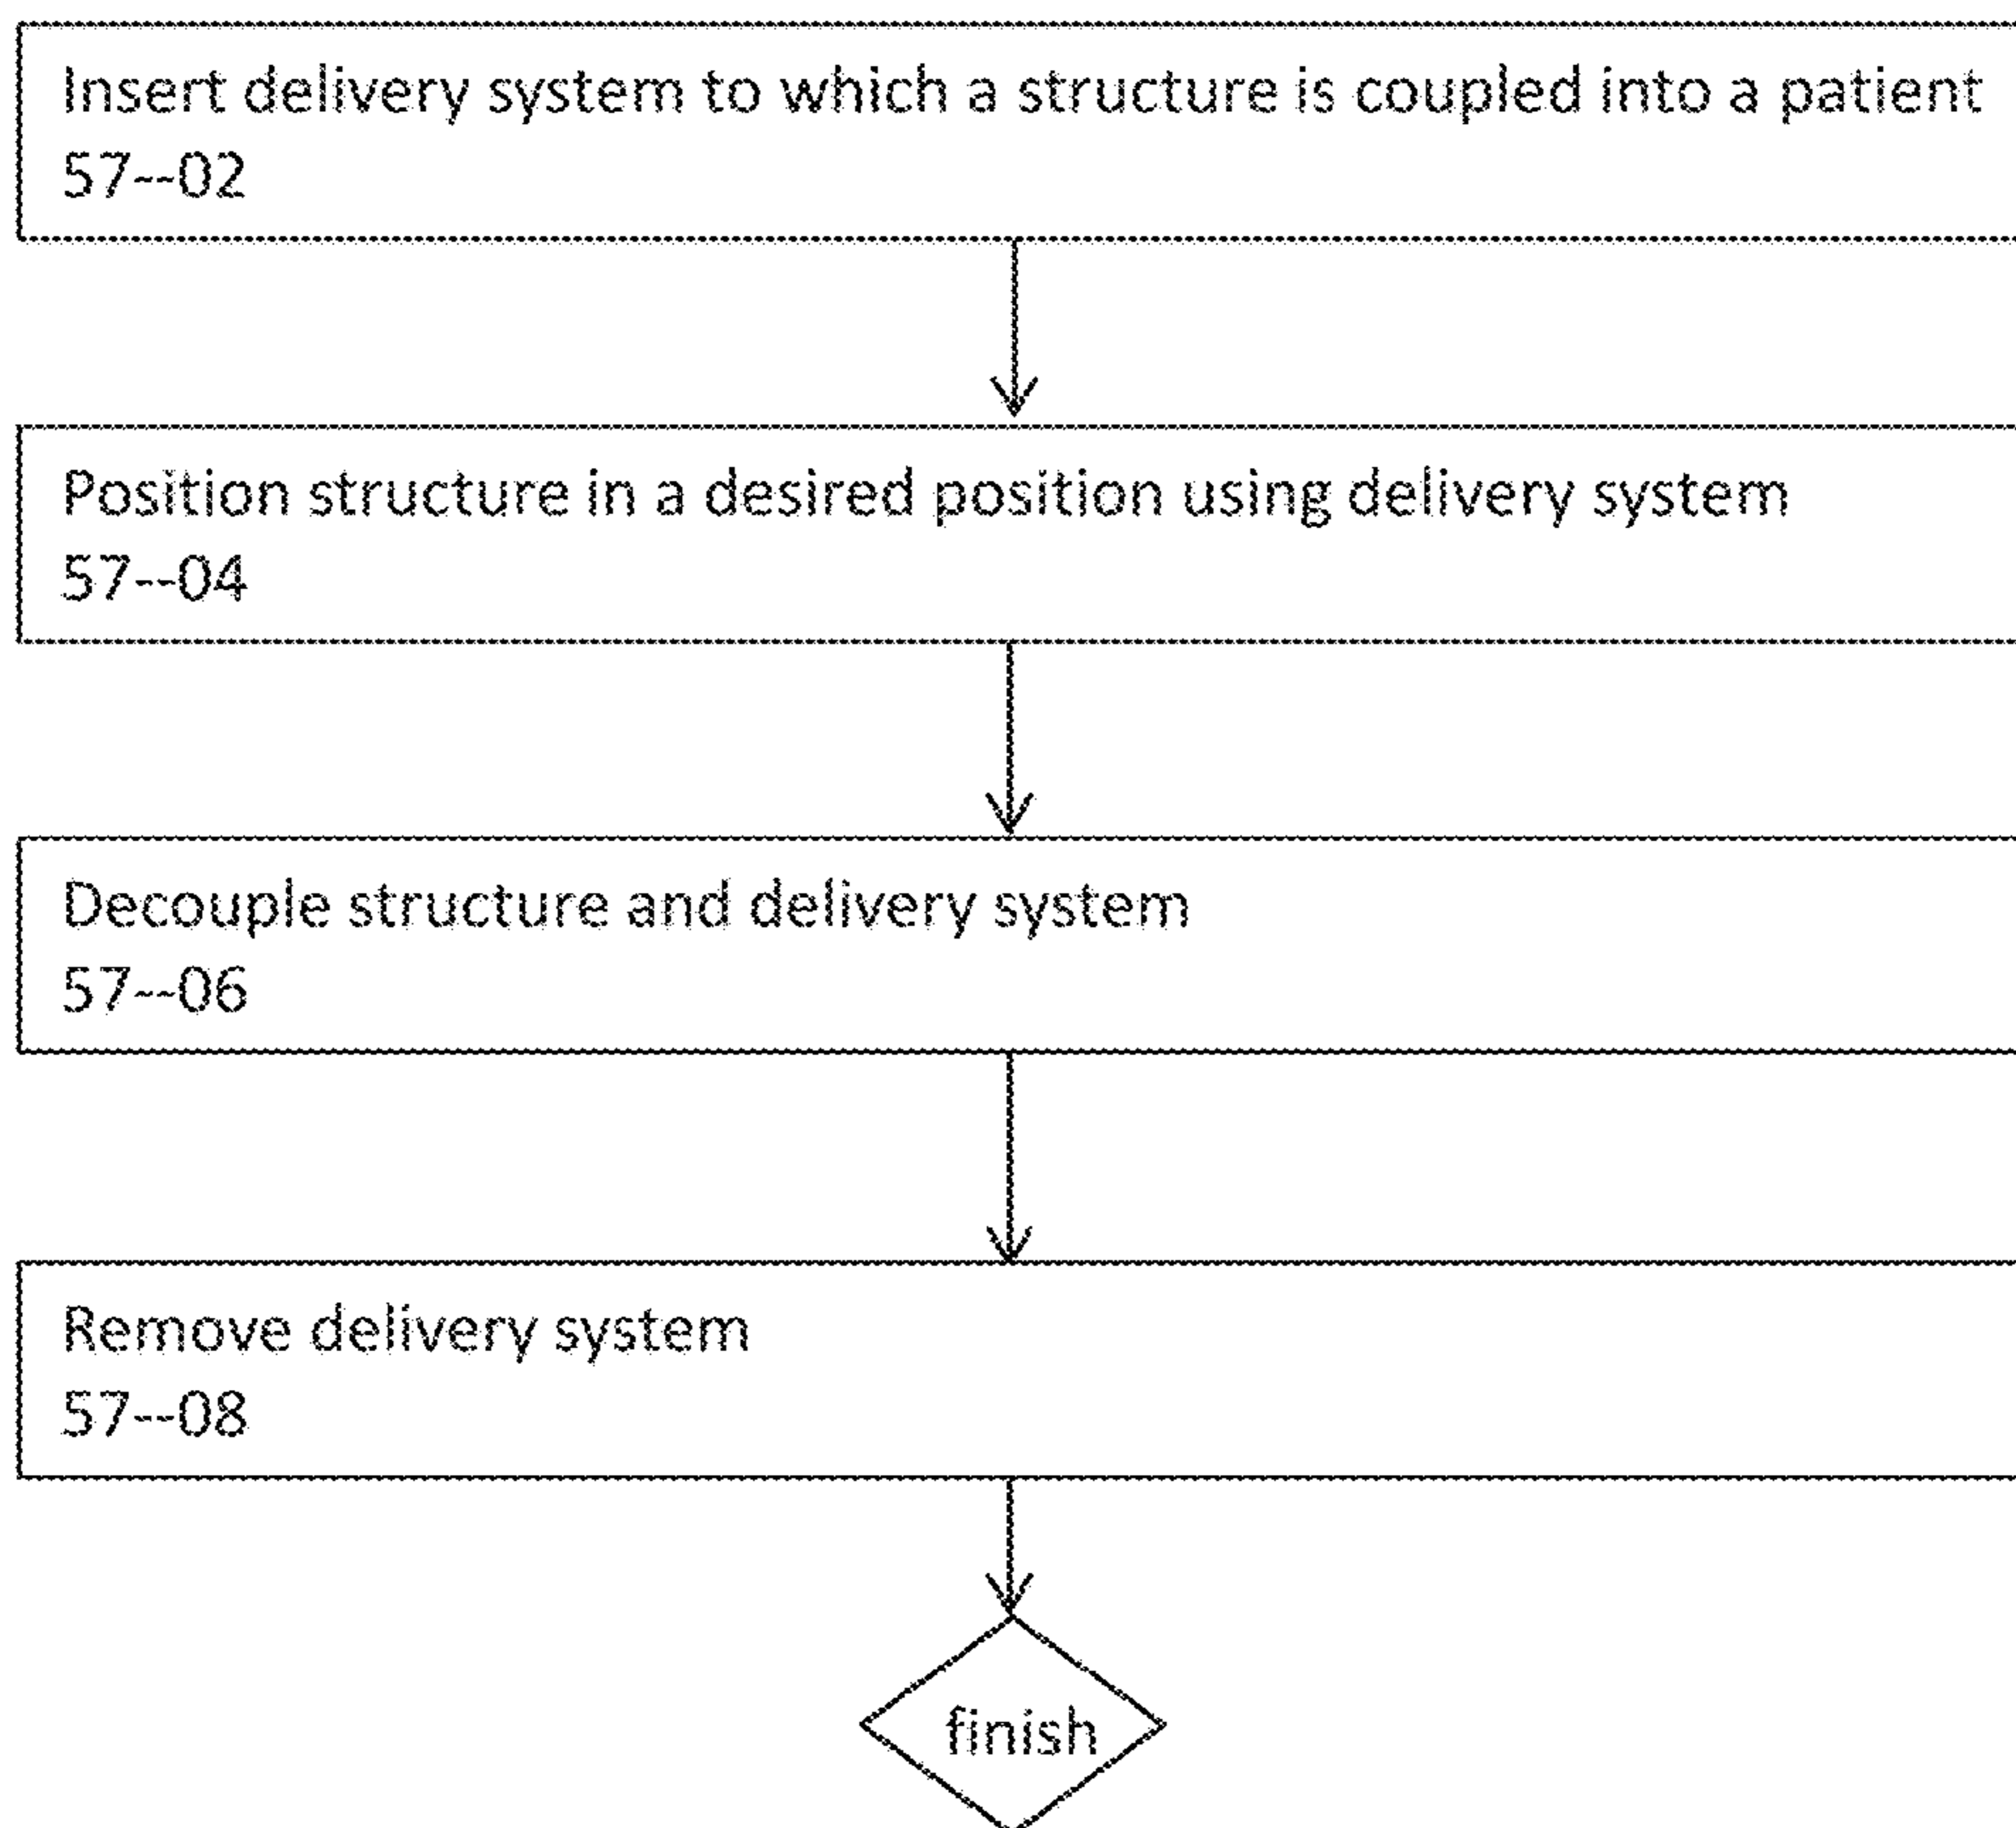 Insert delivery system to which a structure is coupled into a patient
57--02
Position structure in a desired position using delivery system
57--04
Decouple structure and delivery system
57--06
Remove delivery system
57--08
finish